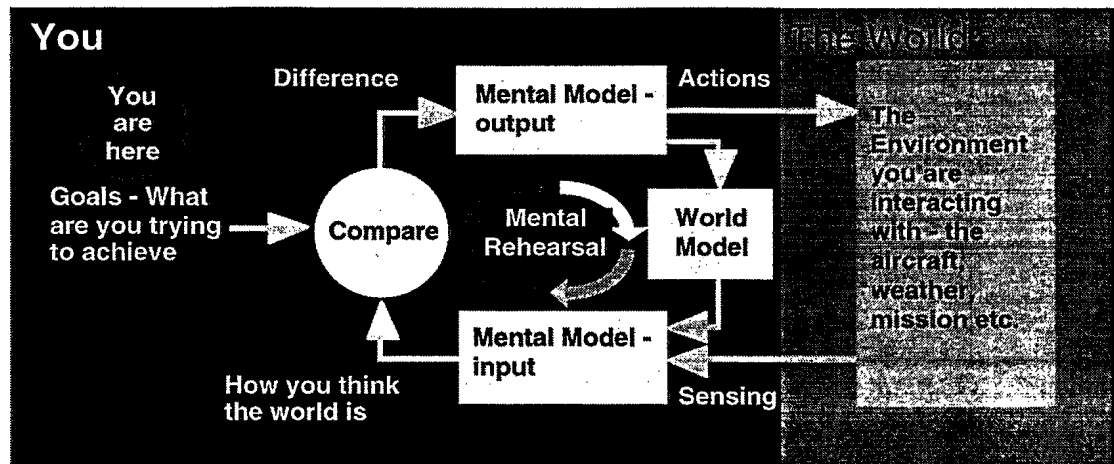 You
The World
Difference
Actions
You
are
here
Mental Model -
output
The
Environment
you are
interacting
with - the
aircraft,
weather,
mission etc.
Goals - What
are you trying
to achieve
Compare
Mental
Rehearsal
World
Model
Mental Model -
input
How you think
the world is
Sensing